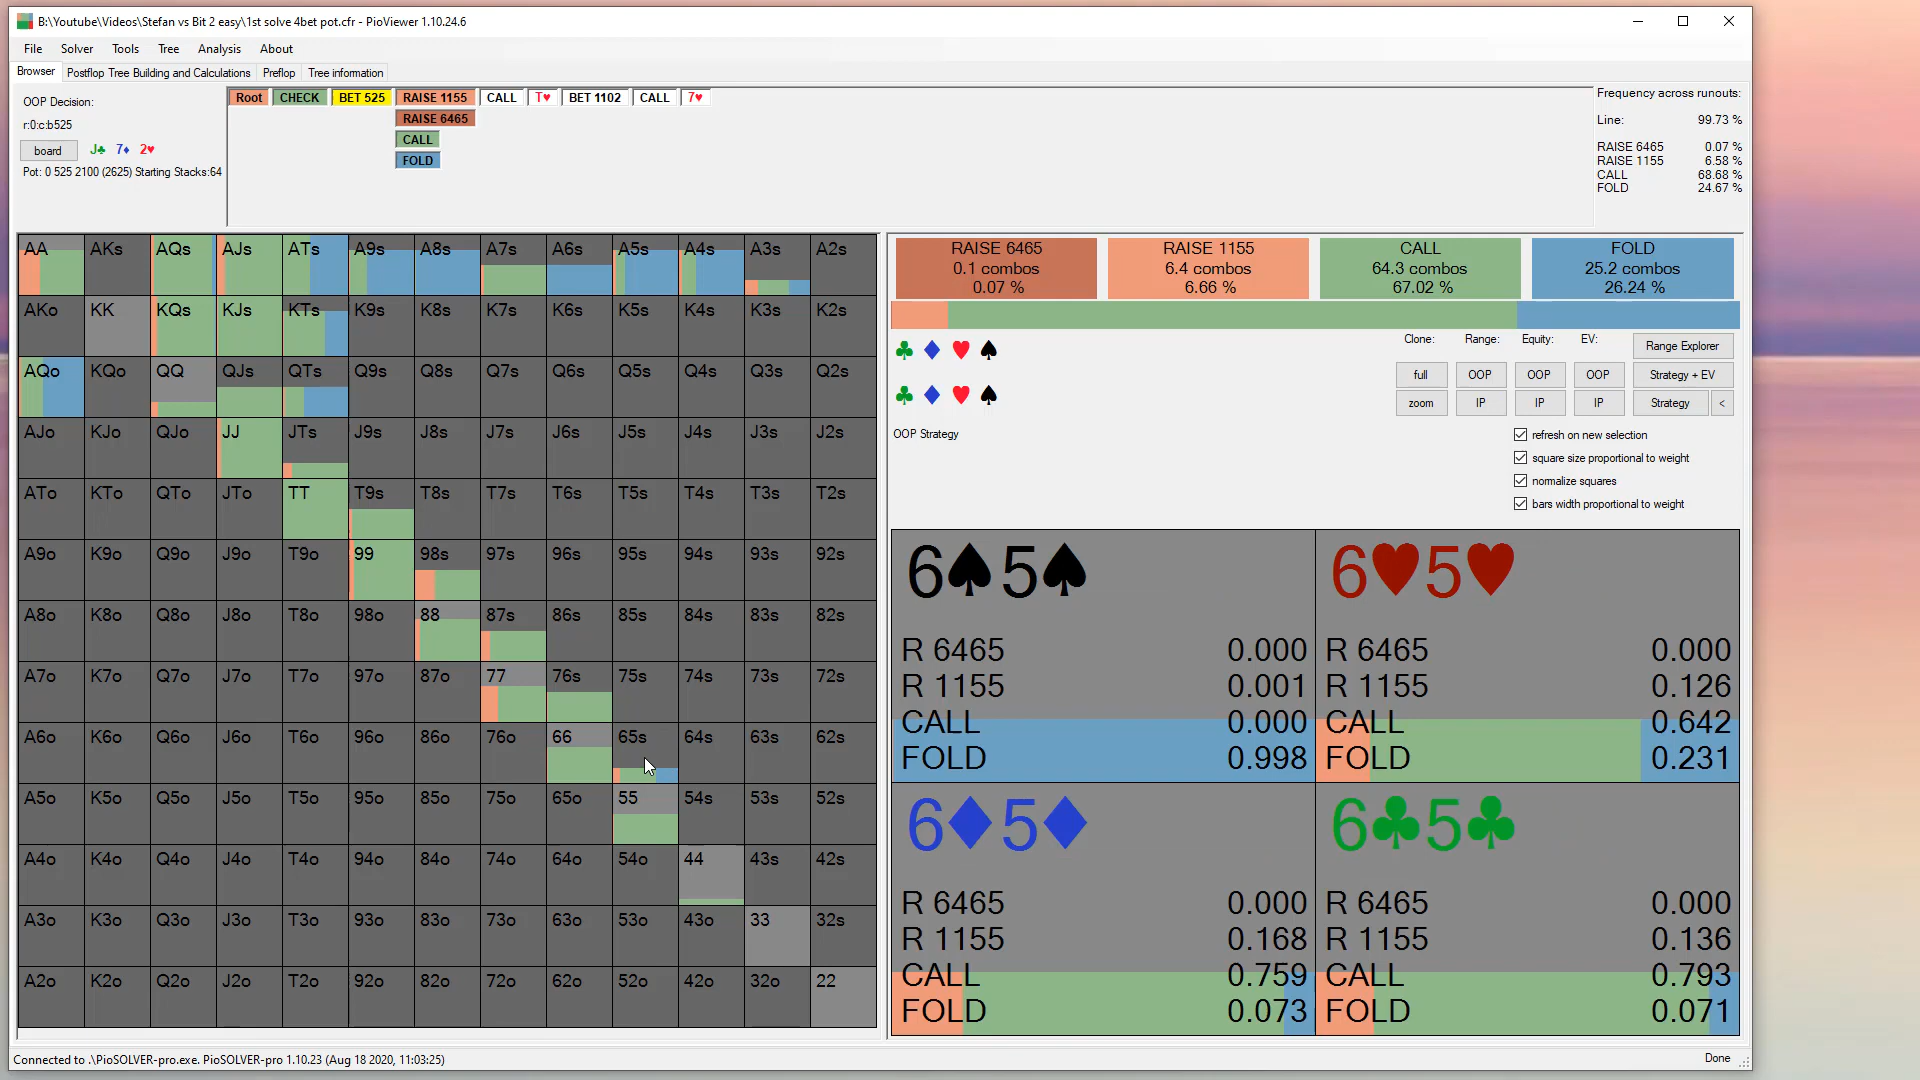 B:\Youtube\Videos\Stefan vs Bit 2 easy\1st solve 4bet pot.cfr - PioViewer 1.10.24.6
File Solver Tools Tree Analysis About
Browser Postflop Tree Building and Calculations Preflop Tree information
OOP Decision:
r:0:c:b525
board J♣ 7♦ 2♥
Pot: 0 525 2100 (2625) Starting Stacks:64
Root CHECK BET 525 RAISE 1155 CALL T♥ BET 1102 CALL 7♥
RAISE 6465
CALL
FOLD
Frequency across runouts:
Line: 99.73 %
RAISE 6465 0.07 %
RAISE 1155 6.58 %
CALL 68.68 %
FOLD 24.67 %
AA AKs AQs AJs ATs A9s A8s A7s A6s A5s A4s A3s A2s
AKo KK KQs KJs KTs K9s K8s K7s K6s K5s K4s K3s K2s
AQo KQo QQ QJs QTs Q9s Q8s Q7s Q6s Q5s Q4s Q3s Q2s
AJo KJo QJo JJ JTs J9s J8s J7s J6s J5s J4s J3s J2s
ATo KTo QTo JTo TT T9s T8s T7s T6s T5s T4s T3s T2s
A9o K9o Q9o J9o T9o 99 98s 97s 96s 95s 94s 93s 92s
A8o K8o Q8o J8o T8o 98o 88 87s 86s 85s 84s 83s 82s
A7o K7o Q7o J7o T7o 97o 87o 77 76s 75s 74s 73s 72s
A6o K6o Q6o J6o T6o 96o 86o 76o 66 65s 64s 63s 62s
A5o K5o Q5o J5o T5o 95o 85o 75o 65o 55 54s 53s 52s
A4o K4o Q4o J4o T4o 94o 84o 74o 64o 54o 44 43s 42s
A3o K3o Q3o J3o T3o 93o 83o 73o 63o 53o 43o 33 32s
A2o K2o Q2o J2o T2o 92o 82o 72o 62o 52o 42o 32o 22
RAISE 6465 RAISE 1155 CALL FOLD
0.1 combos 6.4 combos 64.3 combos 25.2 combos
0.07 % 6.66 % 67.02 % 26.24 %
♣ ♦ ♥ ♠
♣ ♦ ♥ ♠
OOP Strategy
Clone: Range: Equity: EV: Range Explorer
full OOP OOP OOP Strategy + EV
zoom IP IP IP Strategy <
refresh on new selection
square size proportional to weight
normalize squares
bars width proportional to weight
6♠5♠
R 6465 0.000
R 1155 0.001
CALL 0.000
FOLD 0.998
6♥5♥
R 6465 0.000
R 1155 0.126
CALL 0.642
FOLD 0.231
6♦5♦
R 6465 0.000
R 1155 0.168
CALL 0.759
FOLD 0.073
6♣5♣
R 6465 0.000
R 1155 0.136
CALL 0.793
FOLD 0.071
Connected to .\PioSOLVER-pro.exe. PioSOLVER-pro 1.10.23 (Aug 18 2020, 11:03:25) Done